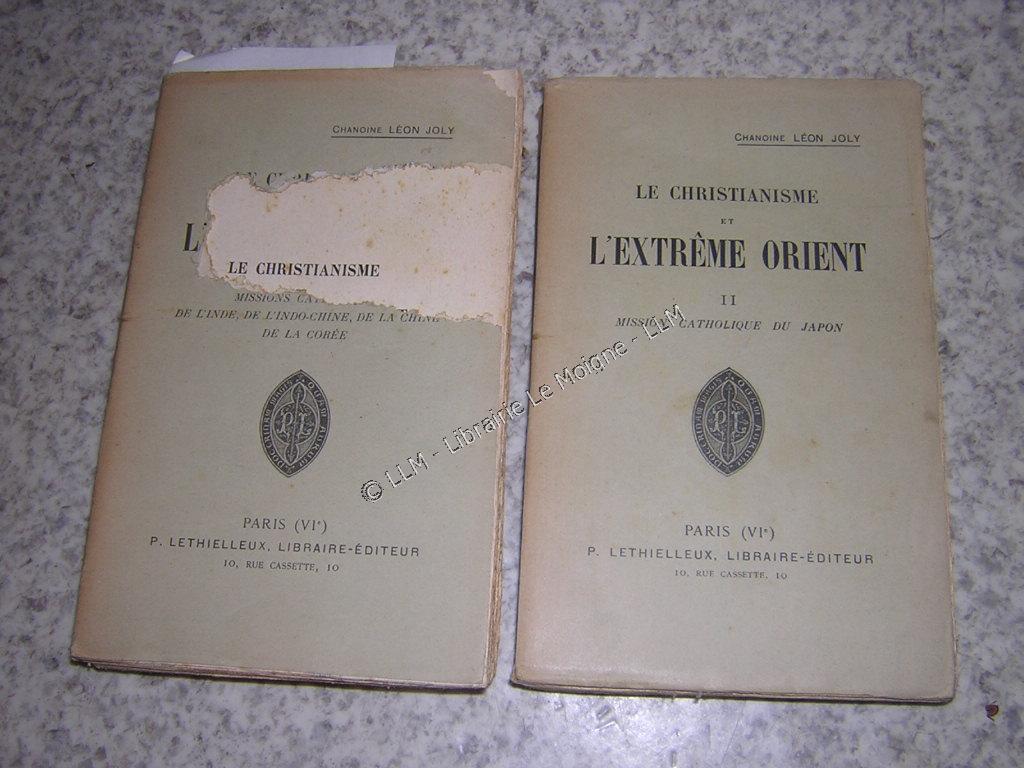 CHANOINE LÉON JOLY
LE CHRISTIANISME
MISSIONS
DE L'INDE, DE L'INDO-CHINE, DE LA CHINE
DE LA CORÉE
P. L.
PARIS (VIe)
P. LETHIELLEUX, LIBRAIRE-ÉDITEUR
10, RUE CASSETTE, 10
CHANOINE LÉON JOLY
LE CHRISTIANISME
ET
L'EXTRÊME ORIENT
II
MISSION CATHOLIQUE DU JAPON
P. L.
PARIS (VIe)
P. LETHIELLEUX, LIBRAIRE-ÉDITEUR
10, RUE CASSETTE, 10
© LLM - Librairie Le Moigne - LLM